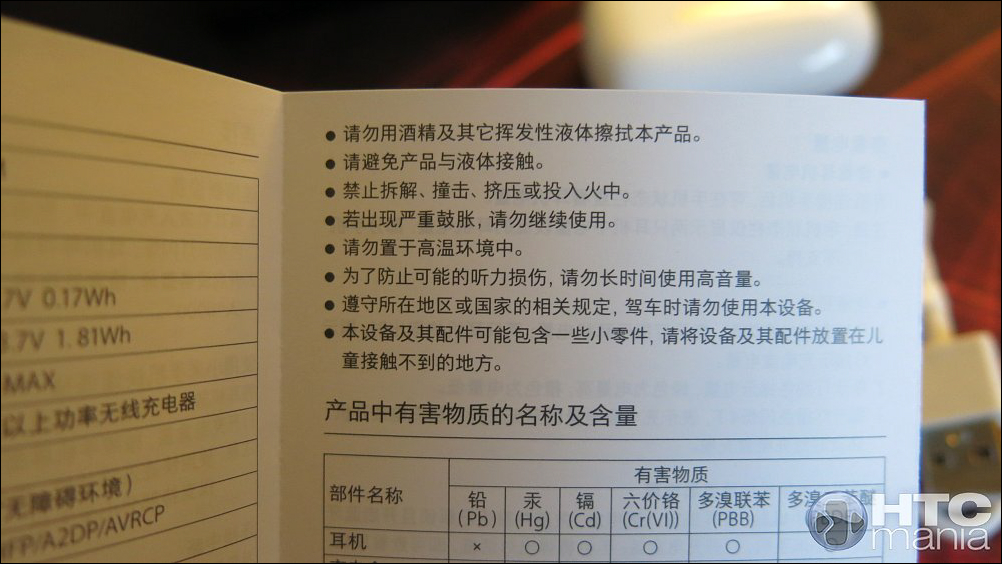 7V 0.17Wh
.7V 1.81Wh
MAX
以上功率无线充电器
无障碍环境）
HFP/A2DP/AVRCP
● 请勿用酒精及其它挥发性液体擦拭本产品。
● 请避免产品与液体接触。
● 禁止拆解、撞击、挤压或投入火中。
● 若出现严重鼓胀，请勿继续使用。
● 请勿置于高温环境中。
● 为了防止可能的听力损伤，请勿长时间使用高音量。
● 遵守所在地区或国家的相关规定，驾车时请勿使用本设备。
● 本设备及其配件可能包含一些小零件，请将设备及其配件放置在儿
童接触不到的地方。
产品中有害物质的名称及含量
有害物质
部件名称 铅 汞 镉 六价铬 多溴联苯 多溴
(Pb) (Hg) (Cd) (Cr(VI)) (PBB)
耳机 × ○ ○ ○ ○
HTC
mania